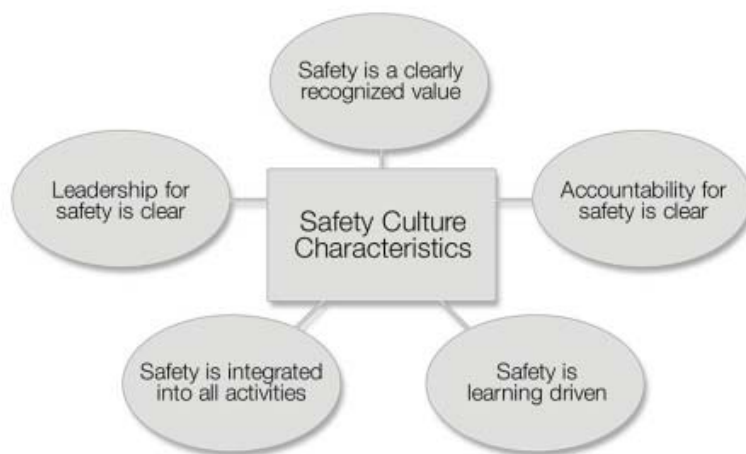 Safety is a clearly
recognized value
Leadership for
safety is clear
Safety Culture
Characteristics
Accountability for
safety is clear
Safety is integrated
into all activities
Safety is
learning driven